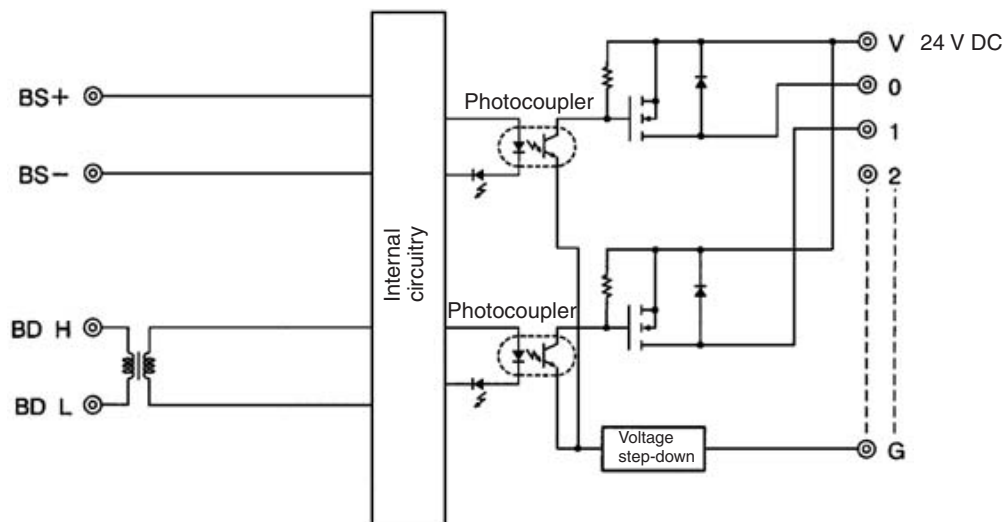 V 24 V DC
BS+
0
Photocoupler
1
BS−
2
Internal
circuitry
BD H
Photocoupler
BD L
Voltage
step-down
G